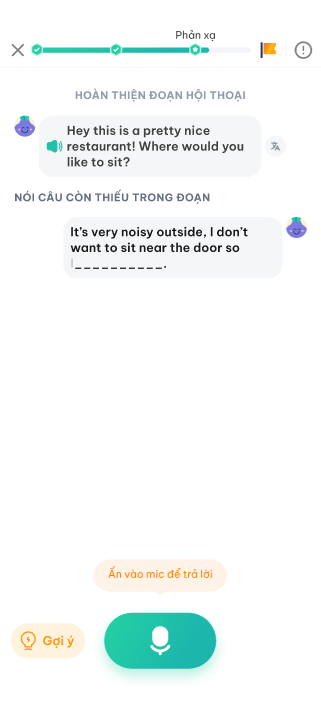 Phản xạ
HOÀN THIỆN ĐOẠN HỘI THOẠI
Hey this is a pretty nice
restaurant! Where would you
like to sit?
NÓI CÂU CÒN THIẾU TRONG ĐOẠN
It's very noisy outside, I don't
want to sit near the door so
__________.
Ấn vào mic để trả lời
Gợi ý